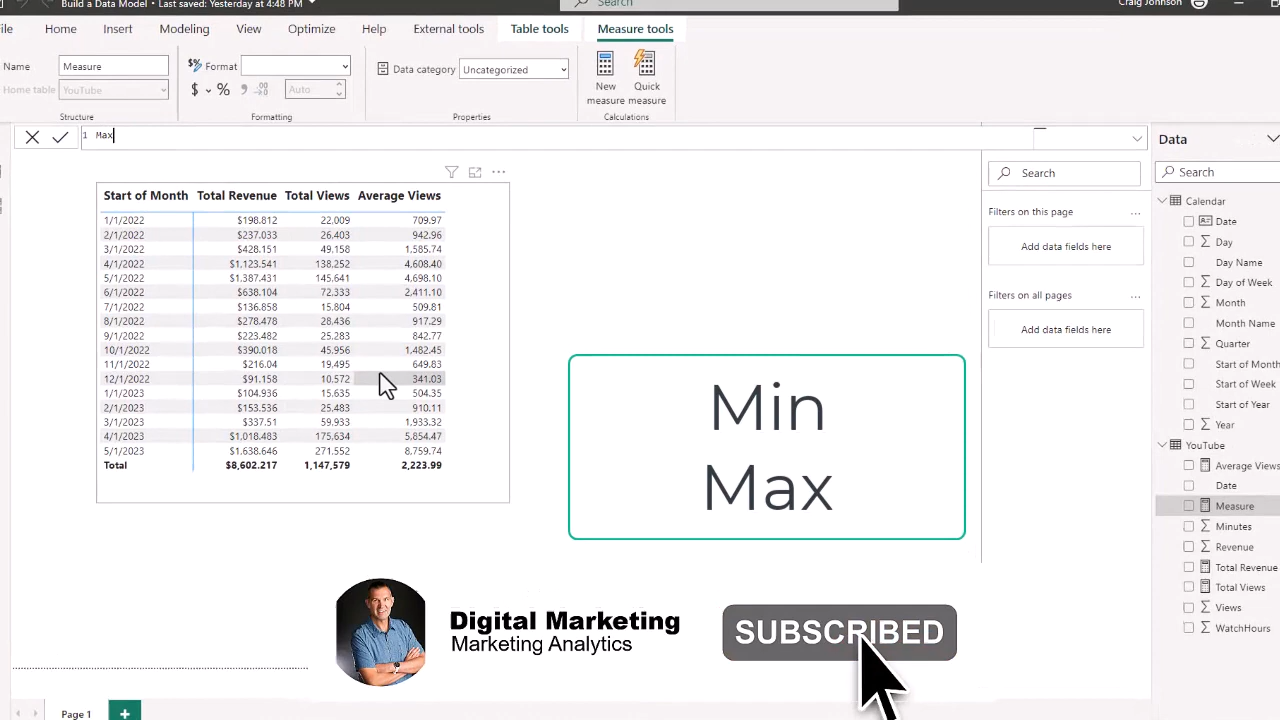 Build a Data Model • Last saved: Yesterday at 4:48 PM
Search
Craig Johnson
File Home Insert Modeling View Optimize Help External tools Table tools Measure tools
Name Measure
Home table YouTube
Structure
Format
$ % Auto
Formatting
Data category Uncategorized
Properties
New measure
Quick measure
Calculations
1 Max
Start of Month Total Revenue Total Views Average Views
1/1/2022 $198.812 22,009 709.97
2/1/2022 $237.033 26,403 942.96
3/1/2022 $428.151 49,158 1,585.74
4/1/2022 $1,123.541 138,252 4,608.40
5/1/2022 $1,387.431 145,641 4,698.10
6/1/2022 $638.104 72,333 2,411.10
7/1/2022 $136.858 15,804 509.81
8/1/2022 $278.478 28,436 917.29
9/1/2022 $223.482 25,283 842.77
10/1/2022 $390.018 45,956 1,482.45
11/1/2022 $216.04 19,495 649.83
12/1/2022 $91.158 10,572 341.03
1/1/2023 $104.936 15,635 504.35
2/1/2023 $153.536 25,483 910.11
3/1/2023 $337.51 59,933 1,933.32
4/1/2023 $1,018.483 175,634 5,854.47
5/1/2023 $1,638.646 271,552 8,759.74
Total $8,602.217 1,147,579 2,223.99
Min
Max
Digital Marketing
Marketing Analytics
SUBSCRIBED
Search
Filters on this page
Add data fields here
Filters on all pages
Add data fields here
Data
Search
Calendar
Date
Day
Day Name
Day of Week
Month
Month Name
Quarter
Start of Month
Start of Week
Start of Year
Year
YouTube
Average Views
Date
Measure
Minutes
Revenue
Total Revenue
Total Views
Views
WatchHours
Page 1
+